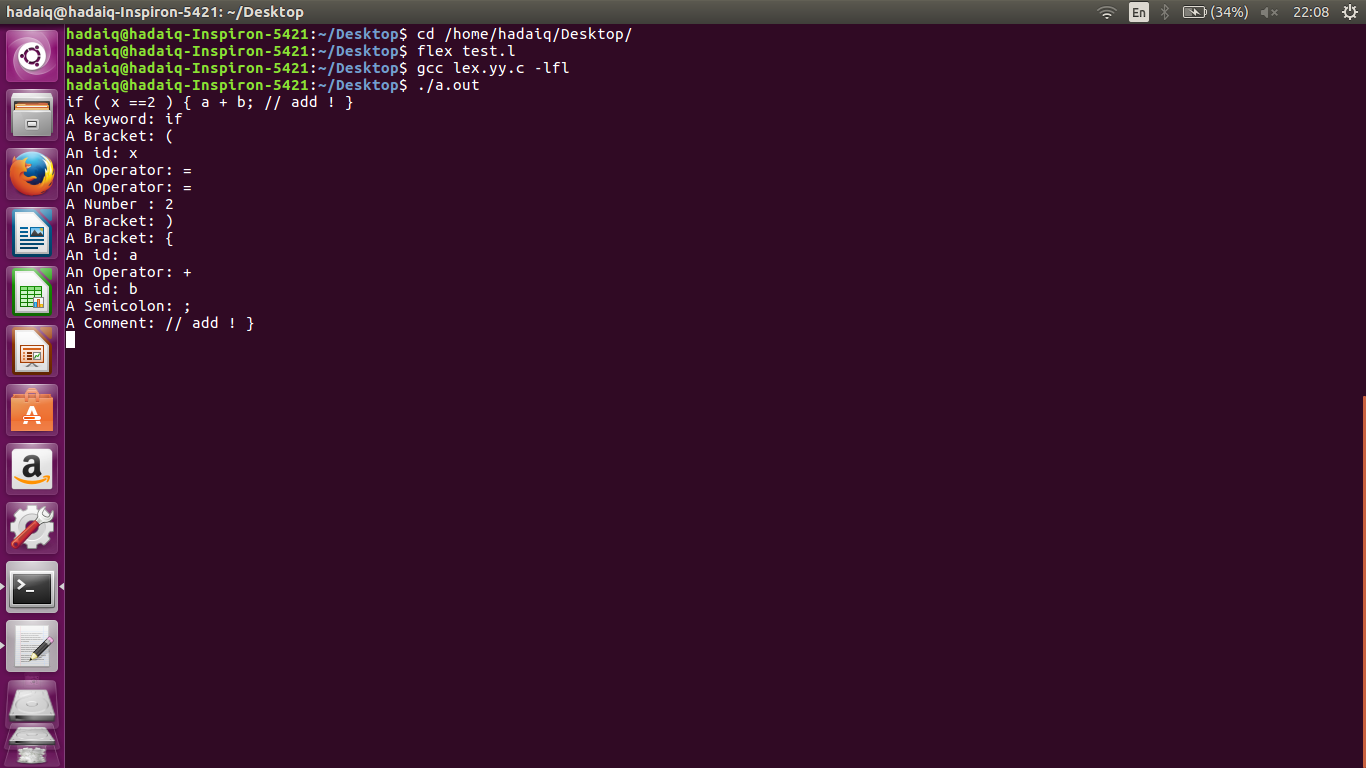 hadaiq@hadaiq-Inspiron-5421: ~/Desktop
En (34%) 22:08
hadaiq@hadaiq-Inspiron-5421:~/Desktop$ cd /home/hadaiq/Desktop/
hadaiq@hadaiq-Inspiron-5421:~/Desktop$ flex test.l
hadaiq@hadaiq-Inspiron-5421:~/Desktop$ gcc lex.yy.c -lfl
hadaiq@hadaiq-Inspiron-5421:~/Desktop$ ./a.out
if ( x ==2 ) { a + b; // add ! }
A keyword: if
A Bracket: (
An id: x
An Operator: =
An Operator: =
A Number : 2
A Bracket: )
A Bracket: {
An id: a
An Operator: +
An id: b
A Semicolon: ;
A Comment: // add ! }